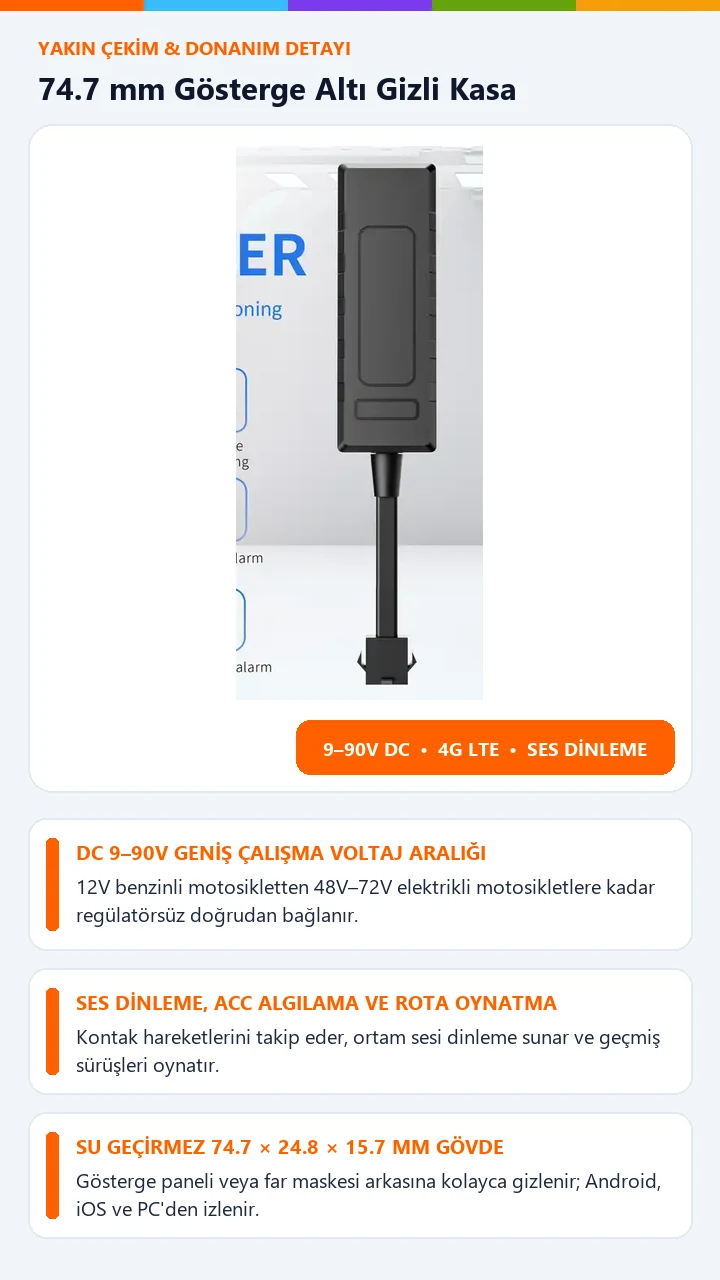 YAKIN ÇEKİM & DONANIM DETAYI
74.7 mm Gösterge Altı Gizli Kasa
ER
oning
e
ng
larm
alarm
9–90V DC • 4G LTE • SES DİNLEME
DC 9–90V GENİŞ ÇALIŞMA VOLTAJ ARALIĞI
12V benzinli motosikletten 48V–72V elektrikli motosikletlere kadar
regülatörsüz doğrudan bağlanır.
SES DİNLEME, ACC ALGILAMA VE ROTA OYNATMA
Kontak hareketlerini takip eder, ortam sesi dinleme sunar ve geçmiş
sürüşleri oynatır.
SU GEÇİRMEZ 74.7 × 24.8 × 15.7 MM GÖVDE
Gösterge paneli veya far maskesi arkasına kolayca gizlenir; Android,
iOS ve PC'den izlenir.